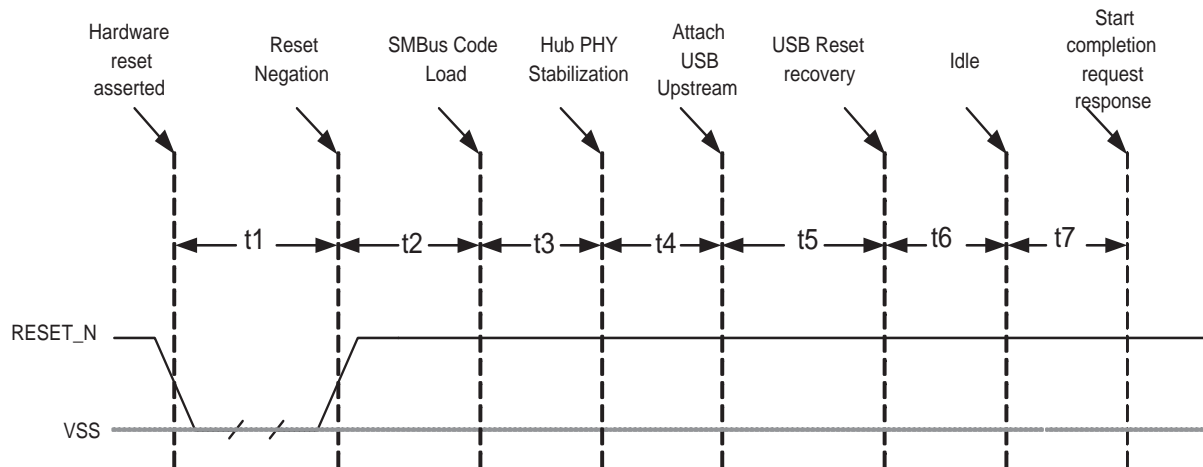 Hardware
reset
asserted
Reset
Negation
SMBus Code
Load
Hub PHY
Stabilization
Attach
USB
Upstream
USB Reset
recovery
Idle
Start
completion
request
response
t1
t2
t3
t4
t5
t6
t7
RESET_N
VSS